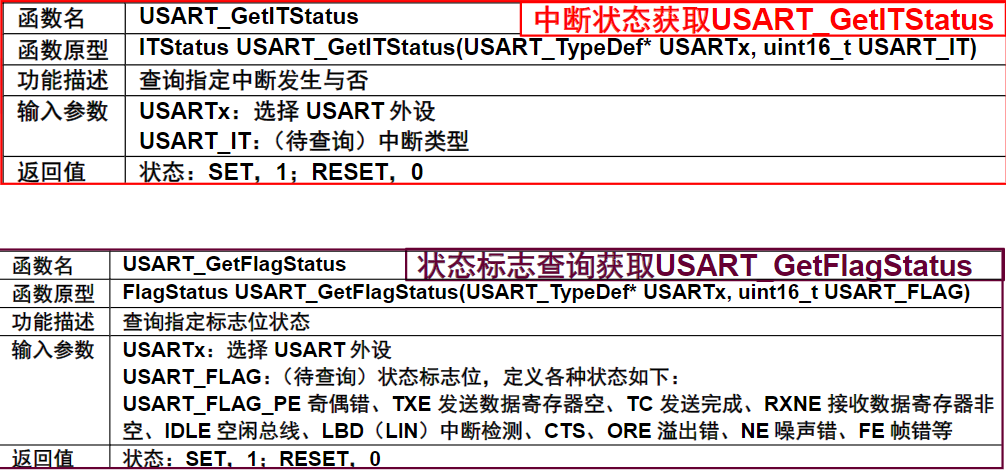 函数名 USART_GetITStatus 中断状态获取USART_GetITStatus
函数原型 ITStatus USART_GetITStatus(USART_TypeDef* USARTx, uint16_t USART_IT)
功能描述 查询指定中断发生与否
输入参数 USARTx：选择 USART 外设
USART_IT：（待查询）中断类型
返回值 状态：SET，1；RESET，0
函数名 USART_GetFlagStatus 状态标志查询获取USART_GetFlagStatus
函数原型 FlagStatus USART_GetFlagStatus(USART_TypeDef* USARTx, uint16_t USART_FLAG)
功能描述 查询指定标志位状态
输入参数 USARTx：选择 USART 外设
USART_FLAG：（待查询）状态标志位，定义各种状态如下：
USART_FLAG_PE 奇偶错、TXE 发送数据寄存器空、TC 发送完成、RXNE 接收数据寄存器非
空、IDLE 空闲总线、LBD（LIN）中断检测、CTS、ORE 溢出错、NE 噪声错、FE 帧错等
返回值 状态：SET，1；RESET，0